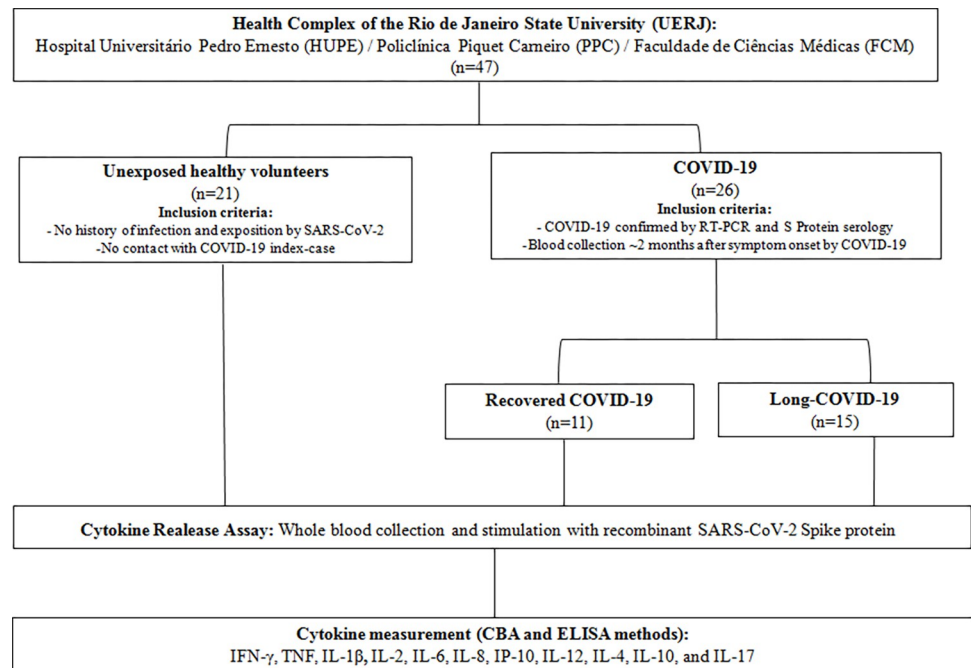 Health Complex of the Rio de Janeiro State University (UERJ):
Hospital Universitário Pedro Ernesto (HUPE) / Policlínica Piquet Carneiro (PPC) / Faculdade de Ciências Médicas (FCM)
(n=47)
Unexposed healthy volunteers
(n=21)
Inclusion criteria:
- No history of infection and exposition by SARS-CoV-2
-No contact with COVID-19 index-case
COVID-19
(n=26)
Inclusion criteria:
- COVID-19 confirmed by RT-PCR and S Protein serology
-Blood collection ~2 months after symptom onset by COVID-19
Recovered COVID-19
(n=11)
Long-COVID-19
(n=15)
Cytokine Realease Assay: Whole blood collection and stimulation with recombinant SARS-CoV-2 Spike protein
Cytokine measurement (CBA and ELISA methods):
IFN-γ, TNF, IL-1β, IL-2, IL-6, IL-8, IP-10, IL-12, IL-4, IL-10, and IL-17